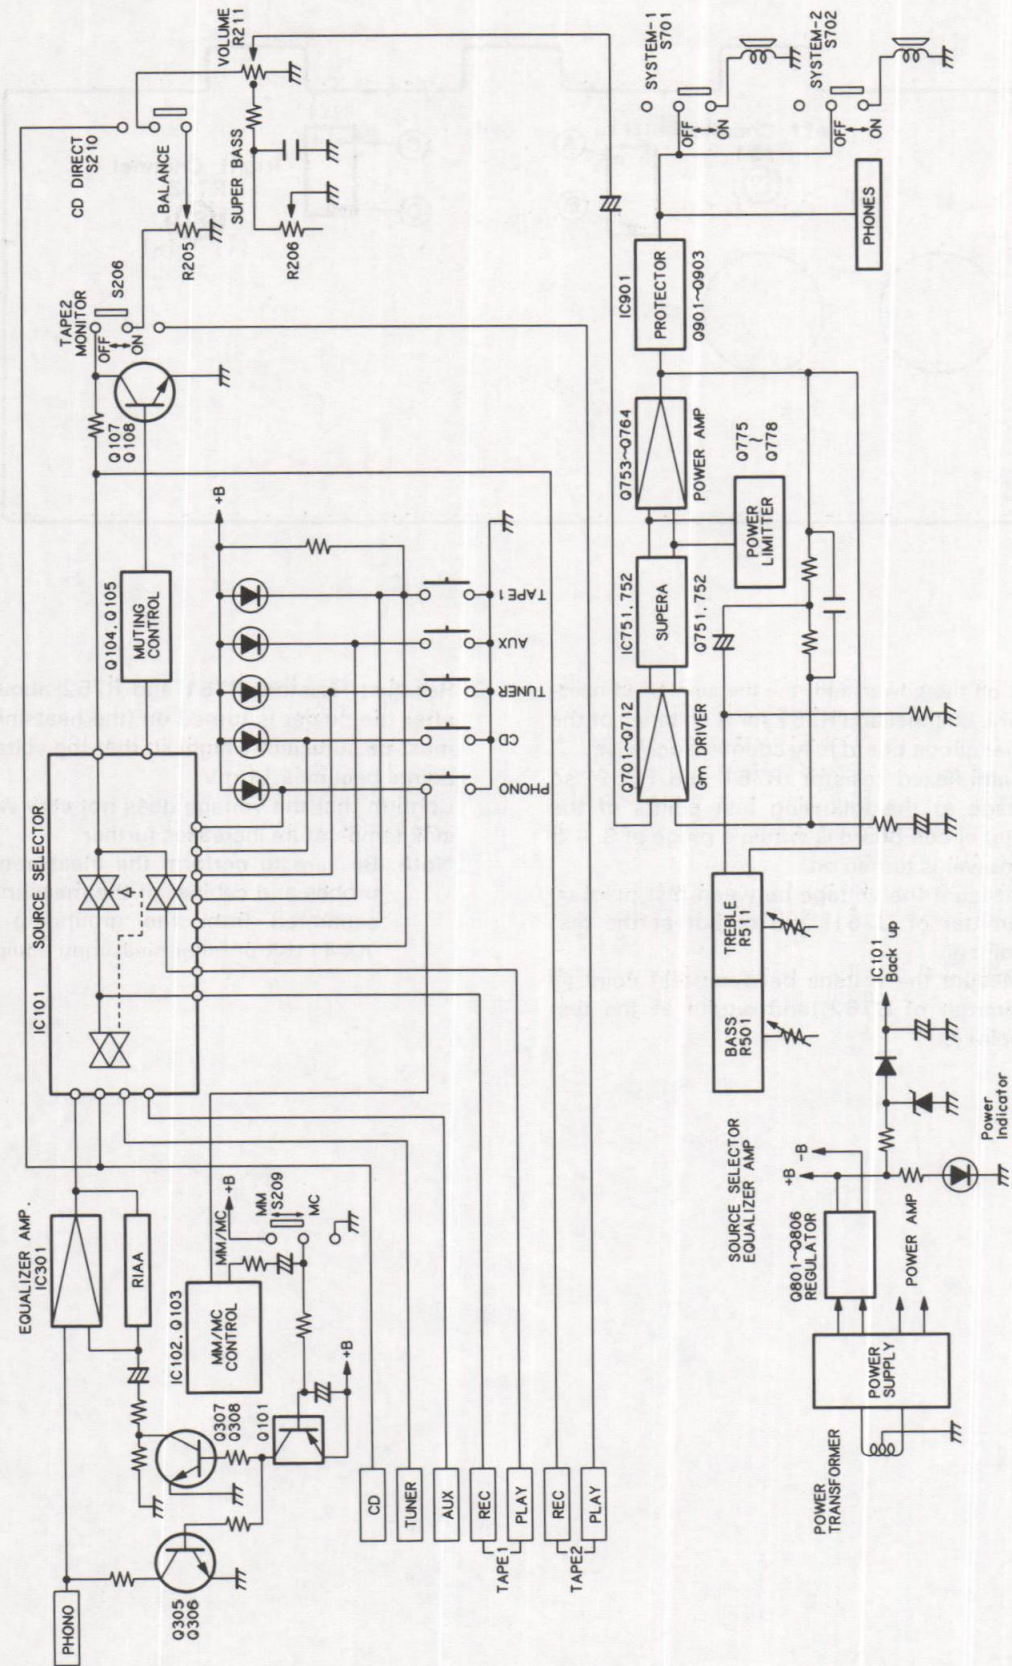 PHONO
EQUALIZER AMP.
IC301
RIAA
Q305
Q306
Q307
Q308
Q101
IC102, Q103
MM/MC
CONTROL
MM/MC
+B
MM
S209
MC
+B
IC101
SOURCE SELECTOR
Q104, Q105
MUTING
CONTROL
Q107
Q108
TAPE2
MONITOR
OFF
ON
S206
CD DIRECT
S210
BALANCE
R205
VOLUME
R211
SUPER BASS
R206
+B
PHONO
CD
TUNER
AUX
TAPE1
CD
TUNER
AUX
REC
PLAY
TAPE1
REC
PLAY
TAPE2
Q701~Q712
Gm DRIVER
IC751, 752
SUPERA
Q751, 752
Q753~Q764
POWER AMP
POWER
LIMITTER
Q775
~
Q778
IC901
PROTECTOR
Q901~Q903
PHONES
SYSTEM-1
S701
OFF
ON
SYSTEM-2
S702
OFF
ON
BASS
R501
TREBLE
R511
POWER
TRANSFORMER
POWER
SUPPLY
Q801~Q806
REGULATOR
POWER AMP
SOURCE SELECTOR
EQUALIZER AMP
+B
-B
IC101
Back up
Power
Indicator